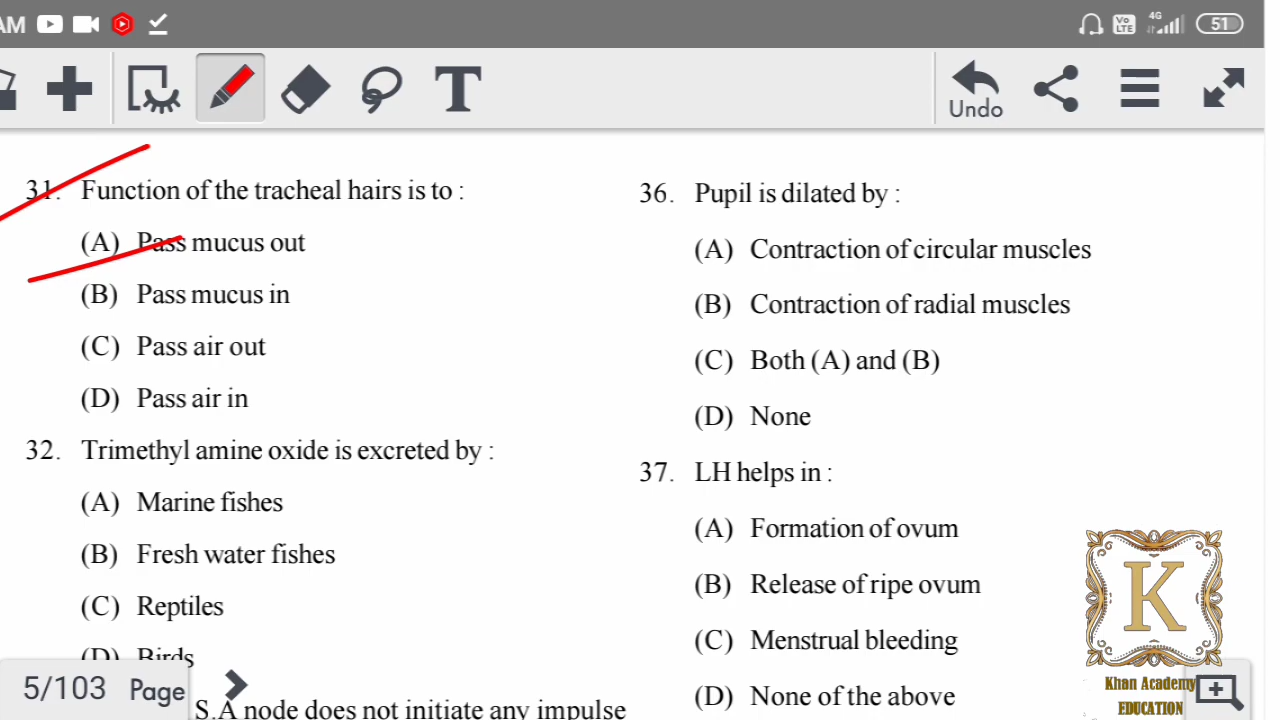 AM
Vo
LTE
4G
51
T
Undo
31. Function of the tracheal hairs is to :
(A) Pass mucus out
(B) Pass mucus in
(C) Pass air out
(D) Pass air in
32. Trimethyl amine oxide is excreted by :
(A) Marine fishes
(B) Fresh water fishes
(C) Reptiles
(D) Birds
S.A node does not initiate any impulse
5/103 Page
36. Pupil is dilated by :
(A) Contraction of circular muscles
(B) Contraction of radial muscles
(C) Both (A) and (B)
(D) None
37. LH helps in :
(A) Formation of ovum
(B) Release of ripe ovum
(C) Menstrual bleeding
(D) None of the above
K
Khan Academy
EDUCATION